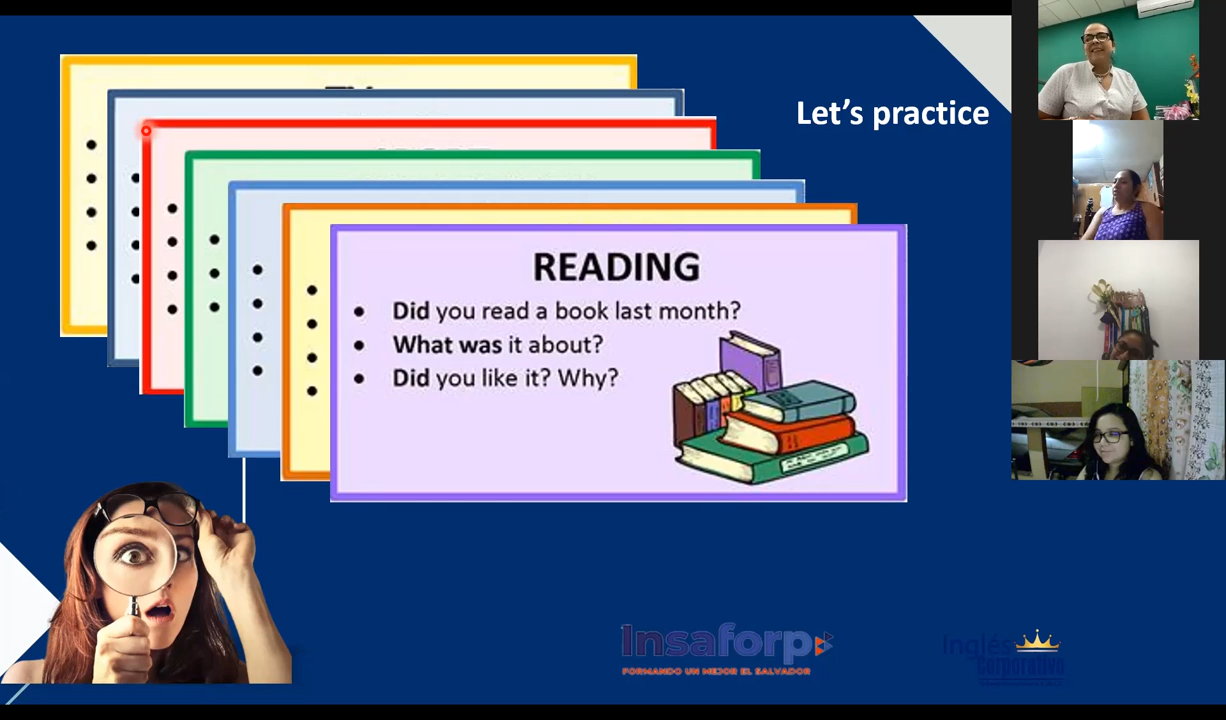 Let's practice
READING
• Did you read a book last month?
• What was it about?
• Did you like it? Why?
Insaforp
FORMANDO UN MEJOR EL SALVADOR
Inglés
Corporativo